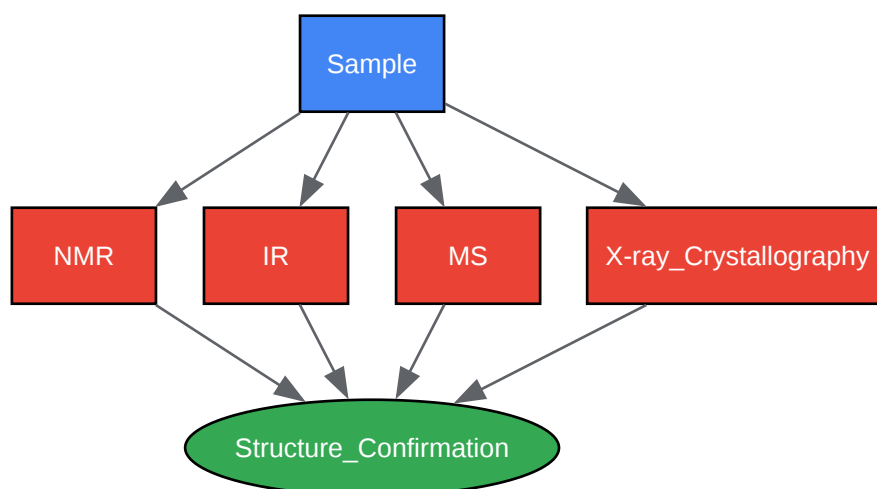 Sample
NMR
IR
MS
X-ray_Crystallography
Structure_Confirmation